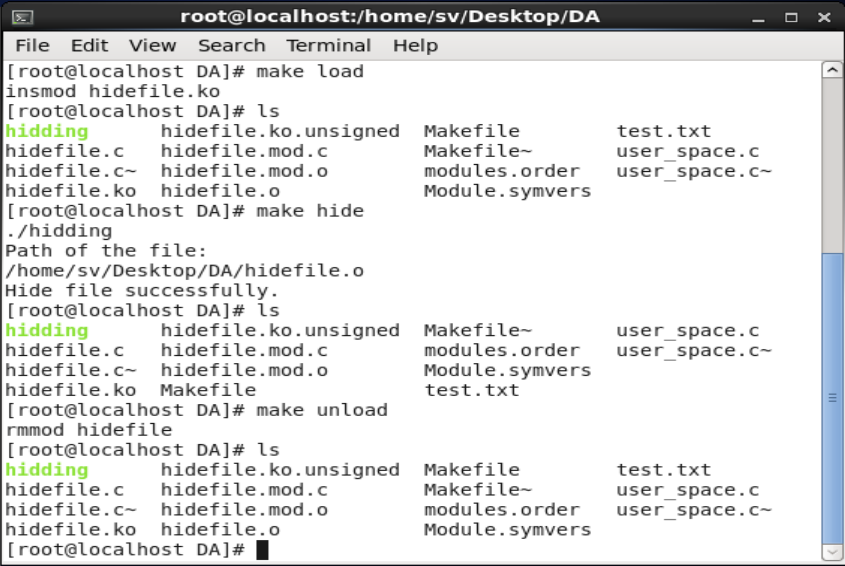 root@localhost:/home/sv/Desktop/DA
File Edit View Search Terminal Help
[root@localhost DA]# make load
insmod hidefile.ko
[root@localhost DA]# ls
hidding hidefile.ko.unsigned Makefile test.txt
hidefile.c hidefile.mod.c Makefile~ user_space.c
hidefile.c~ hidefile.mod.o modules.order user_space.c~
hidefile.ko hidefile.o Module.symvers
[root@localhost DA]# make hide
./hidding
Path of the file:
/home/sv/Desktop/DA/hidefile.o
Hide file successfully.
[root@localhost DA]# ls
hidding hidefile.ko.unsigned Makefile~ user_space.c
hidefile.c hidefile.mod.c modules.order user_space.c~
hidefile.c~ hidefile.mod.o Module.symvers
hidefile.ko Makefile test.txt
[root@localhost DA]# make unload
rmmod hidefile
[root@localhost DA]# ls
hidding hidefile.ko.unsigned Makefile test.txt
hidefile.c hidefile.mod.c Makefile~ user_space.c
hidefile.c~ hidefile.mod.o modules.order user_space.c~
hidefile.ko hidefile.o Module.symvers
[root@localhost DA]#